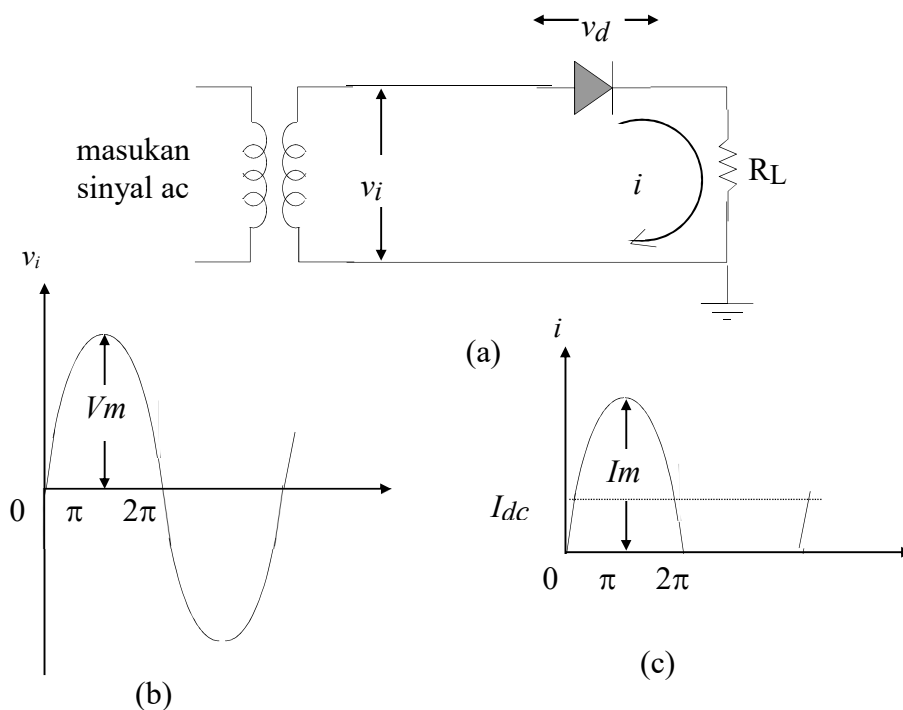 v_d
masukan
sinyal ac
v_i
i
R_L
v_i
(a)
i
Vm
Im
0 π 2π
I_dc
0 π 2π
(b)
(c)